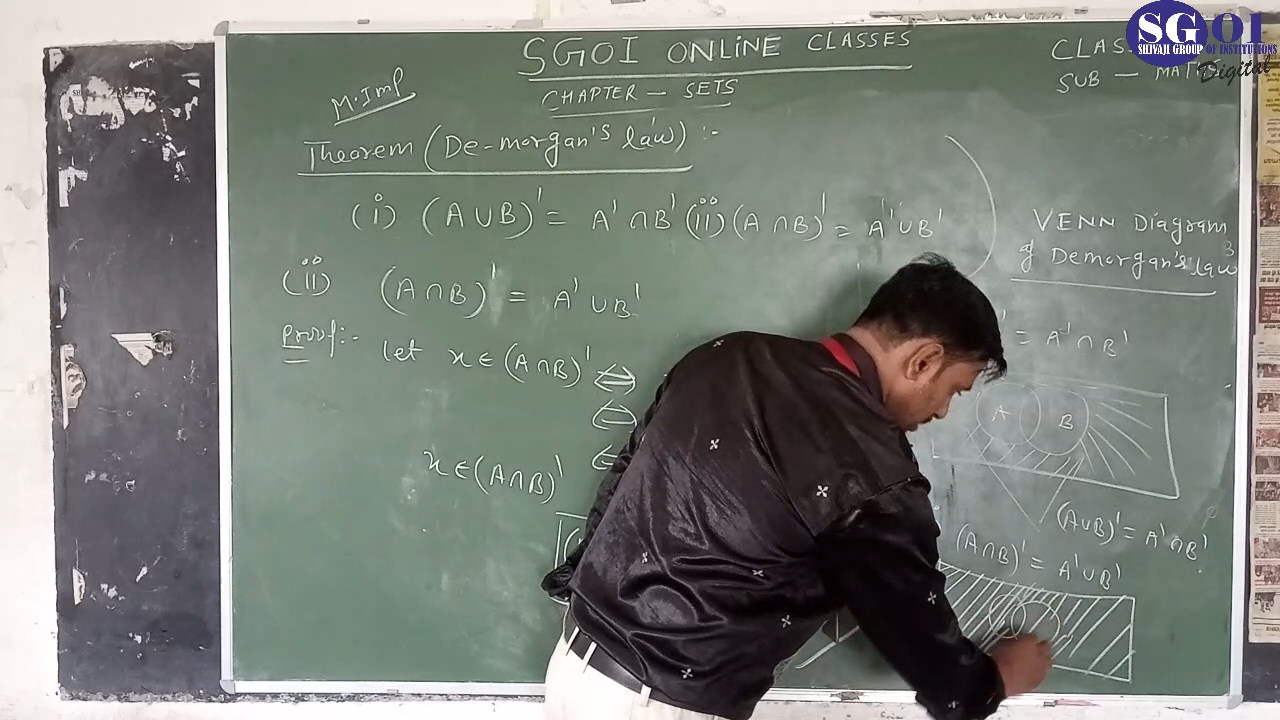 SGOI ONLINE CLASSES
CHAPTER - SETS
SGOI
SHIVAJI GROUP OF INSTITUTIONS
Digital
CLAS
SUB - MATHS
M.Imp
Theorem (De-morgan's law) :-
(i) (A∪B)' = A' ∩ B' (ii) (A ∩ B)' = A' ∪ B'
(ii) (A ∩ B)' = A' ∪ B'
Proof:- let x ∈ (A ∩ B)' ⇔
⇔
x ∈ (A ∩ B)'
VENN Diagram
of Demorgan's law
= A' ∩ B'
A B
(A∪B)' = A' ∩ B'
(A∩B)' = A' ∪ B'